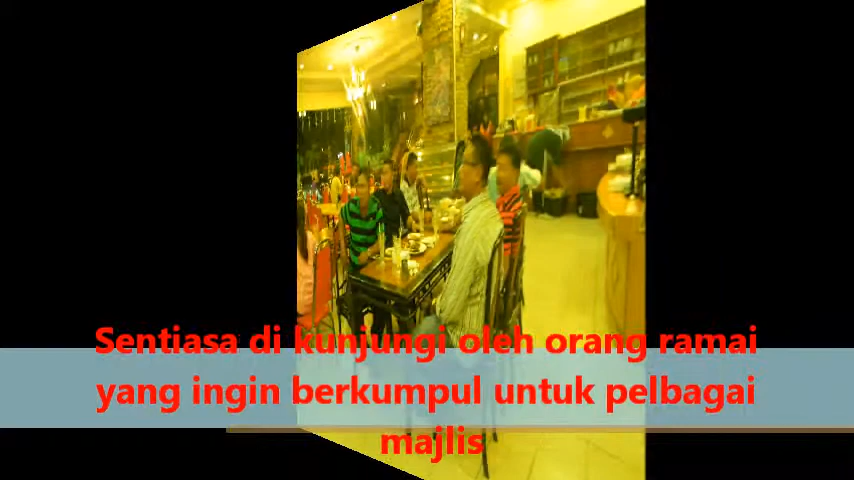 Sentiasa di kunjungi oleh orang ramai
yang ingin berkumpul untuk pelbagai
majlis